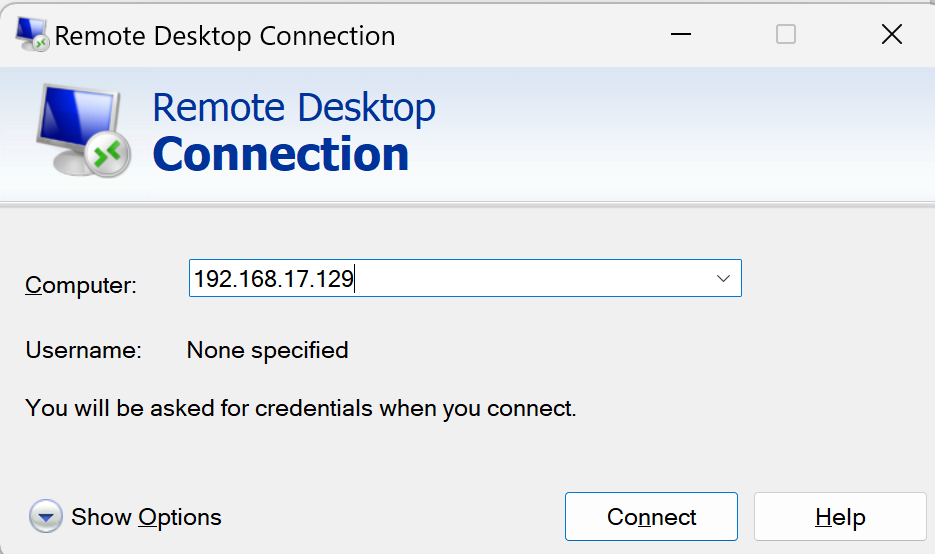 Remote Desktop Connection
Remote Desktop
Connection
Computer: 192.168.17.129
Username: None specified
You will be asked for credentials when you connect.
Show Options Connect Help